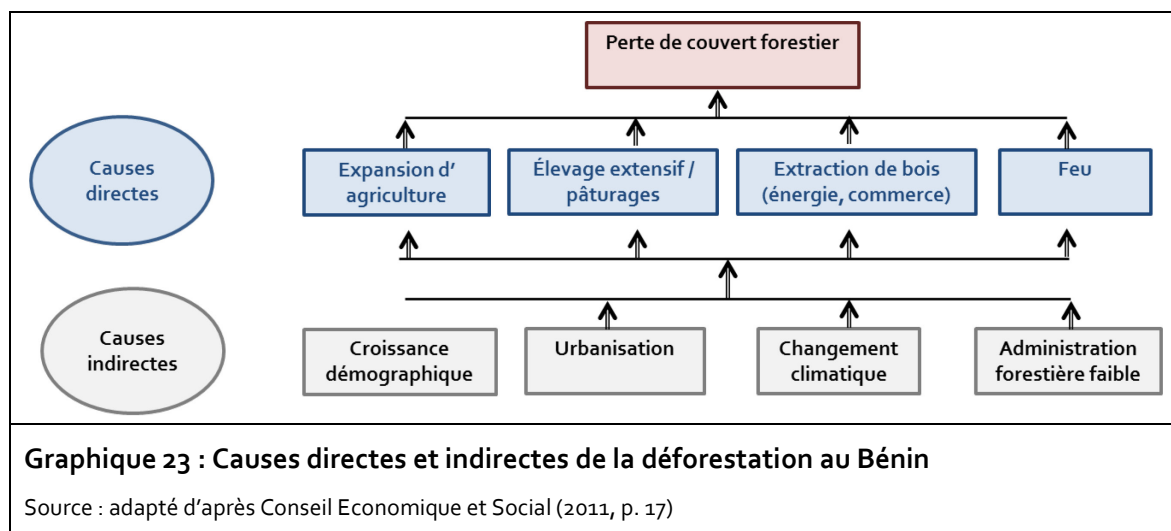 Perte de couvert forestier
Causes
directes
Expansion d'
agriculture
Élevage extensif /
pâturages
Extraction de bois
(énergie, commerce)
Feu
Causes
indirectes
Croissance
démographique
Urbanisation
Changement
climatique
Administration
forestière faible
Graphique 23 : Causes directes et indirectes de la déforestation au Bénin
Source : adapté d'après Conseil Economique et Social (2011, p. 17)